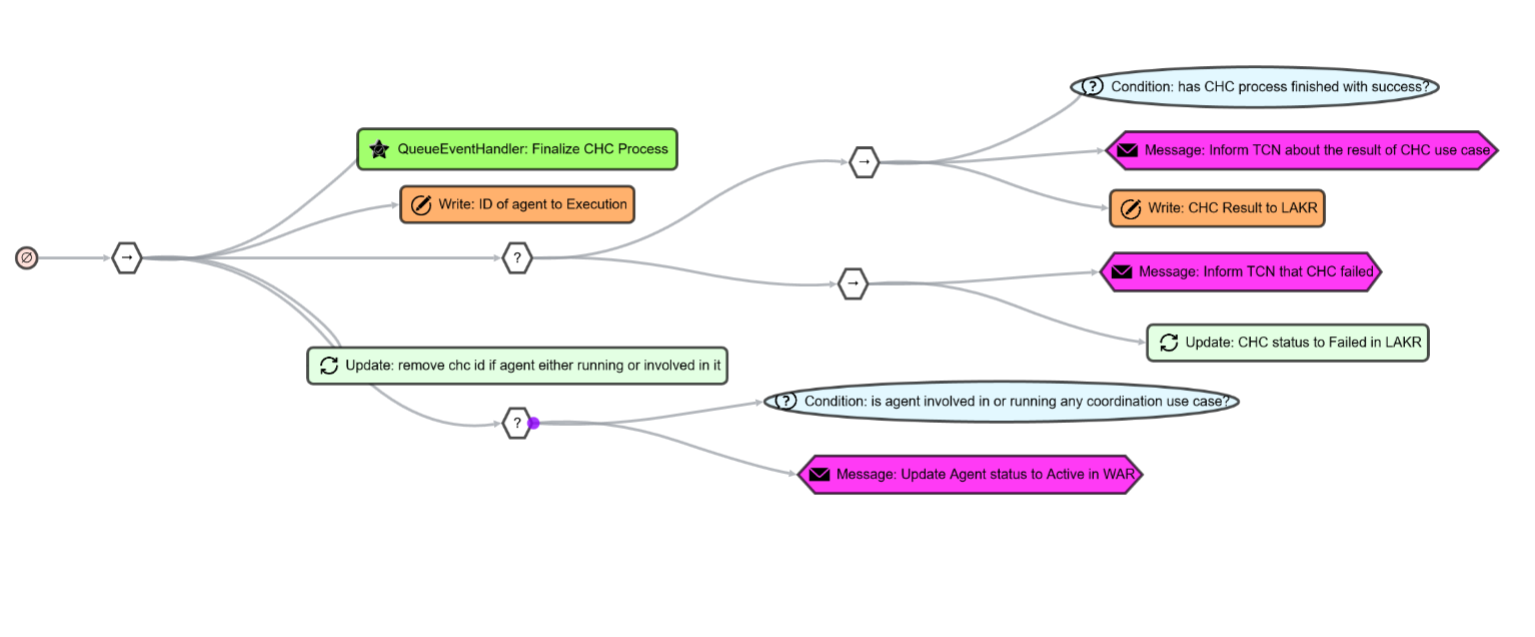 Condition: has CHC process finished with success?
QueueEventHandler: Finalize CHC Process
Message: Inform TCN about the result of CHC use case
Write: ID of agent to Execution
Write: CHC Result to LAKR
∅
→
?
→
→
Message: Inform TCN that CHC failed
Update: CHC status to Failed in LAKR
Update: remove chc id if agent either running or involved in it
?
Condition: is agent involved in or running any coordination use case?
Message: Update Agent status to Active in WAR